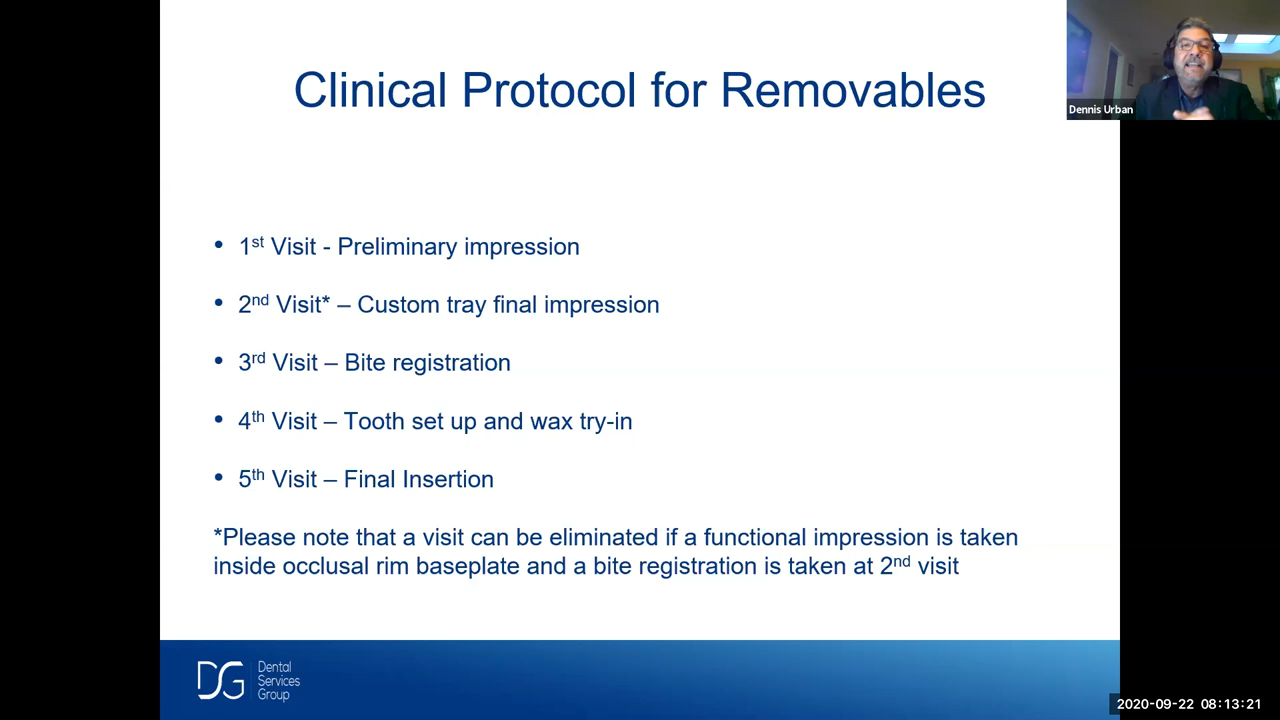 Clinical Protocol for Removables
Dennis Urban
• 1st Visit - Preliminary impression
• 2nd Visit* – Custom tray final impression
• 3rd Visit – Bite registration
• 4th Visit – Tooth set up and wax try-in
• 5th Visit – Final Insertion
*Please note that a visit can be eliminated if a functional impression is taken
inside occlusal rim baseplate and a bite registration is taken at 2nd visit
DG
Dental
Services
Group
2020-09-22 08:13:21